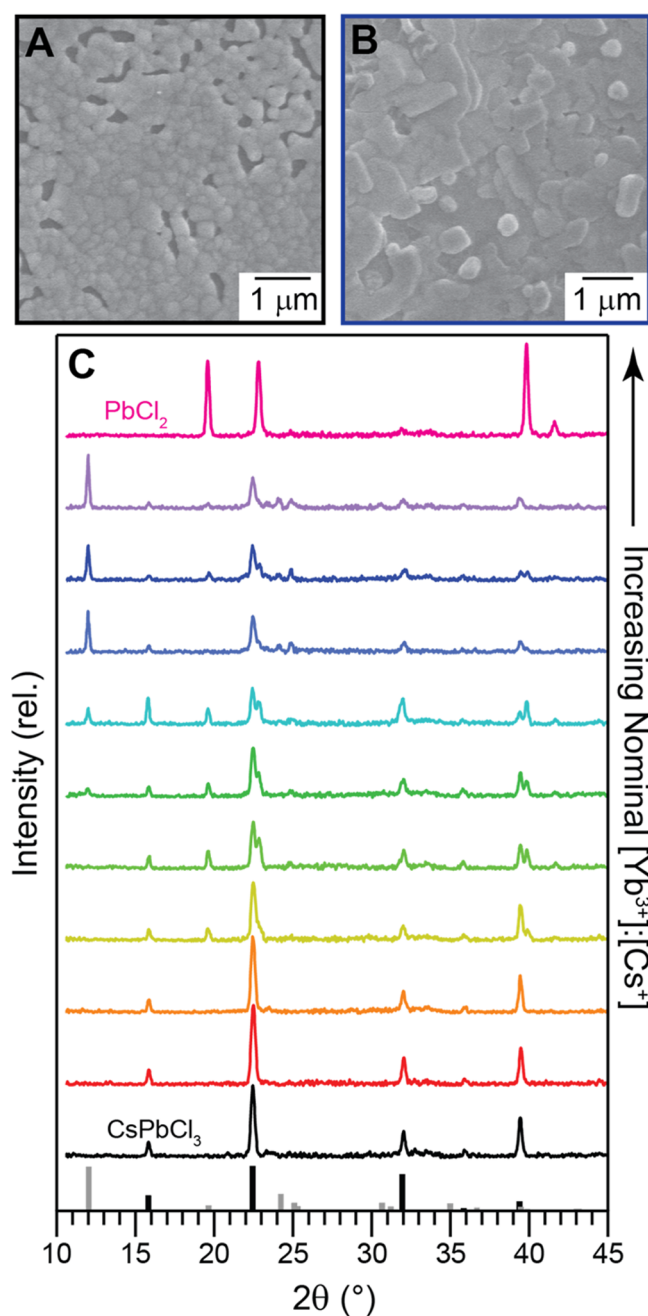 A
B
1 μm
1 μm
C
PbCl₂
CsPbCl₃
Intensity (rel.)
Increasing Nominal [Yb³⁺]:[Cs⁺]
10 15 20 25 30 35 40 45
2θ (°)